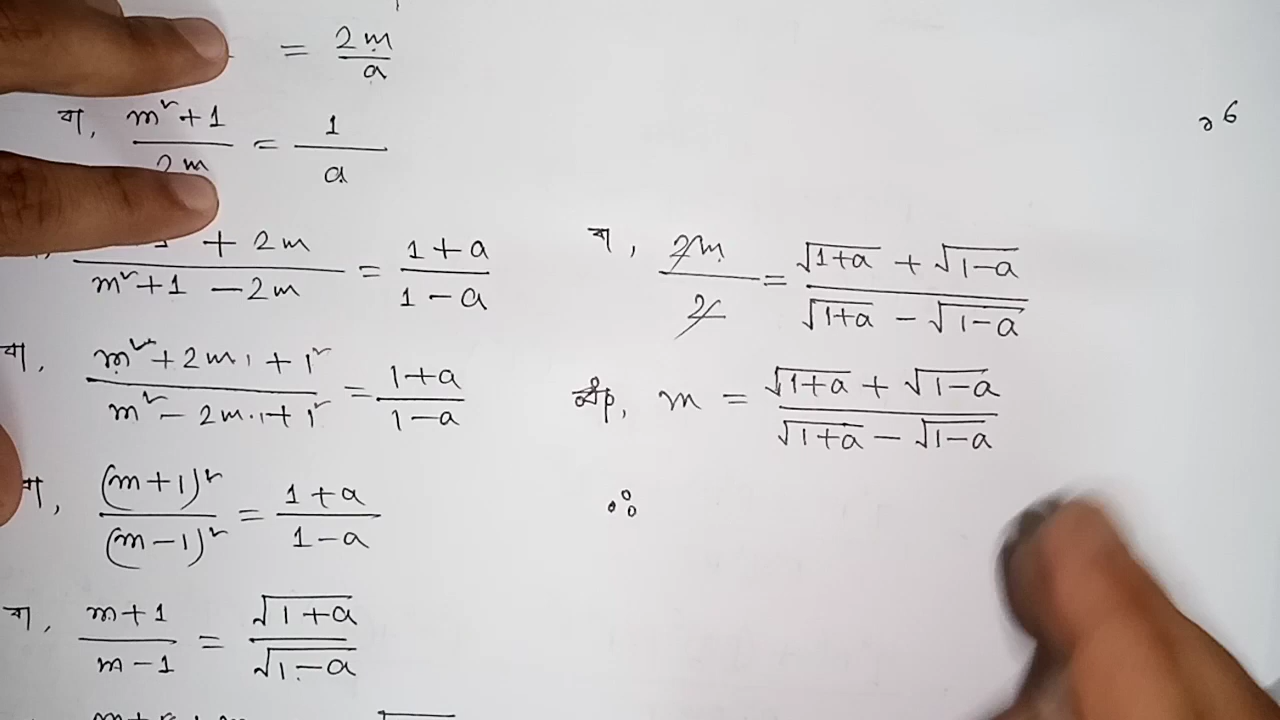 = 2m/a
বা, m²+1/2m = 1/a
+ 2m/m²+1 - 2m = 1+a/1-a
বা, m²+2m.1+1²/m²-2m.1+1² = 1+a/1-a
বা, (m+1)²/(m-1)² = 1+a/1-a
বা, m+1/m-1 = √1+a/√1-a
২6
বা, 2m/2 = √1+a + √1-a/√1+a - √1-a
m = √1+a + √1-a/√1+a - √1-a
∴